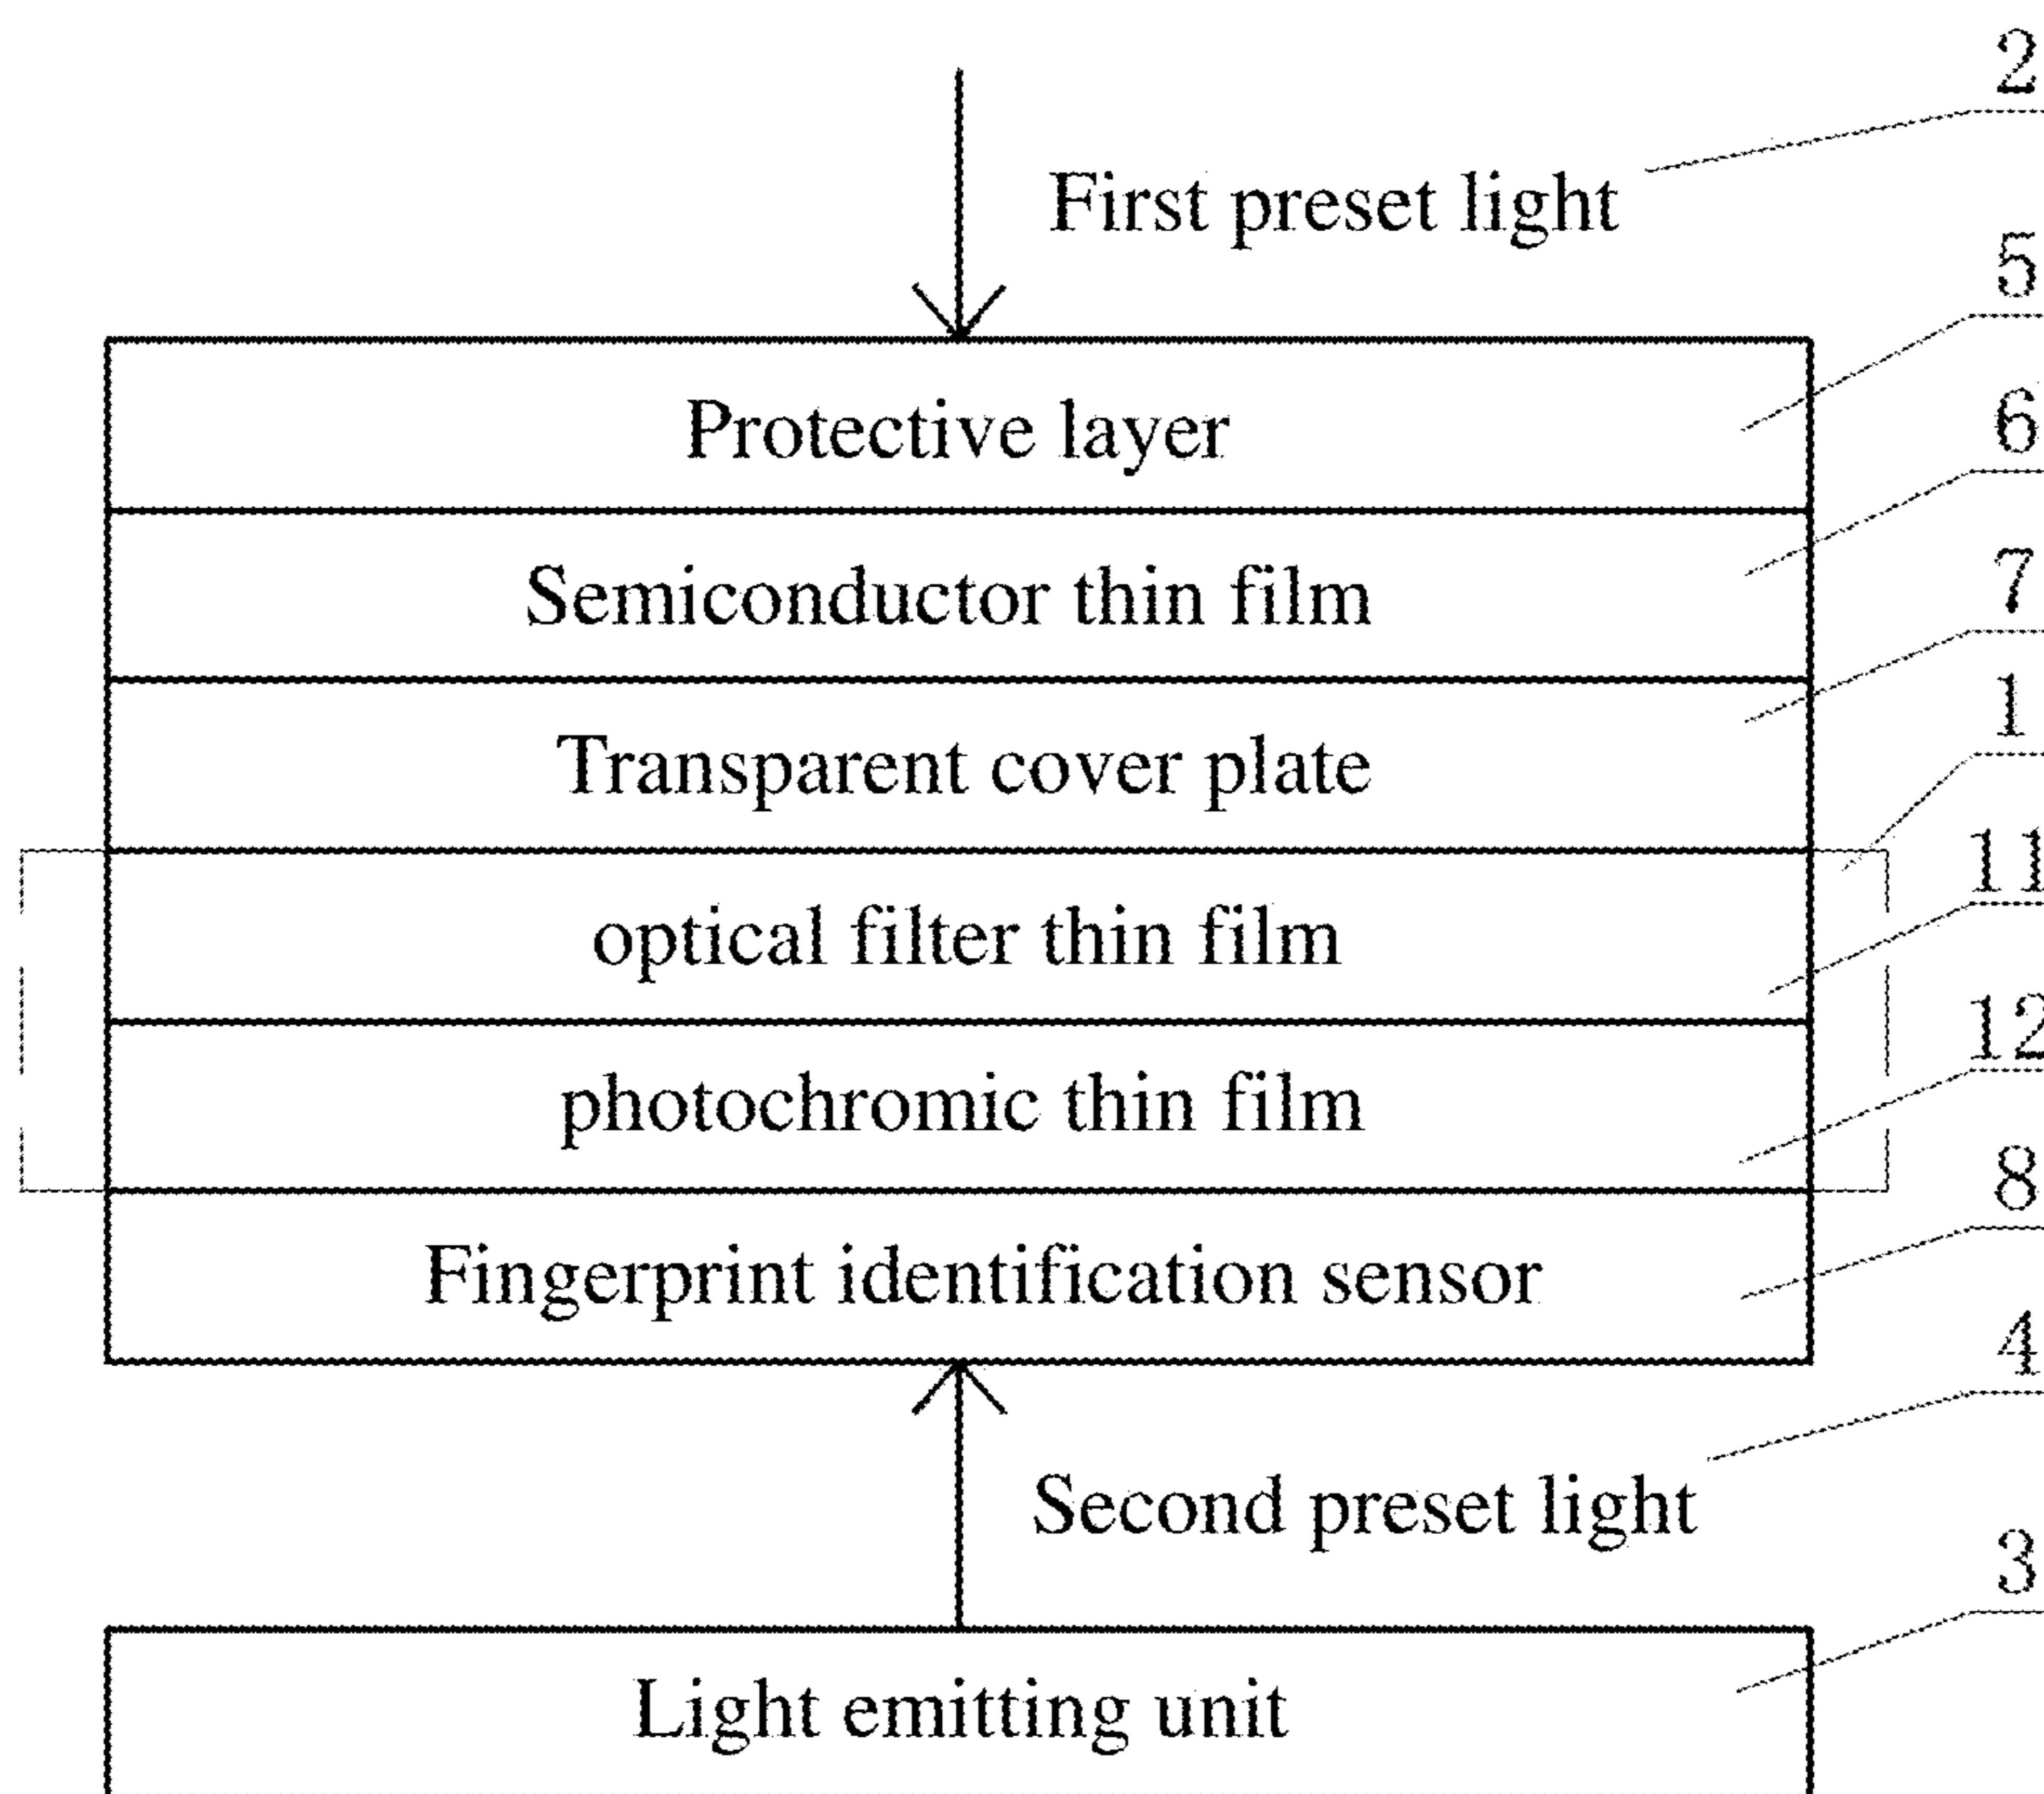 2
First preset light
5
Protective layer
6
Semiconductor thin film
7
Transparent cover plate
1
11
optical filter thin film
12
photochromic thin film
8
Fingerprint identification sensor
4
Second preset light
3
Light emitting unit